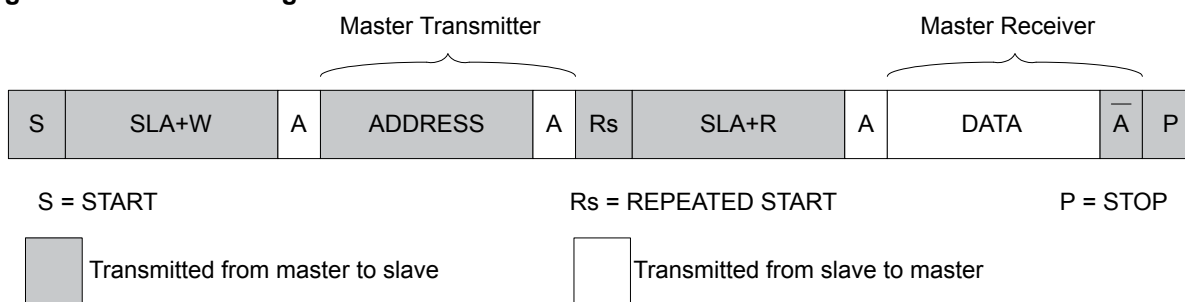 Master Transmitter Master Receiver
S SLA+W A ADDRESS A Rs SLA+R A DATA A̅ P
S = START Rs = REPEATED START P = STOP
Transmitted from master to slave Transmitted from slave to master